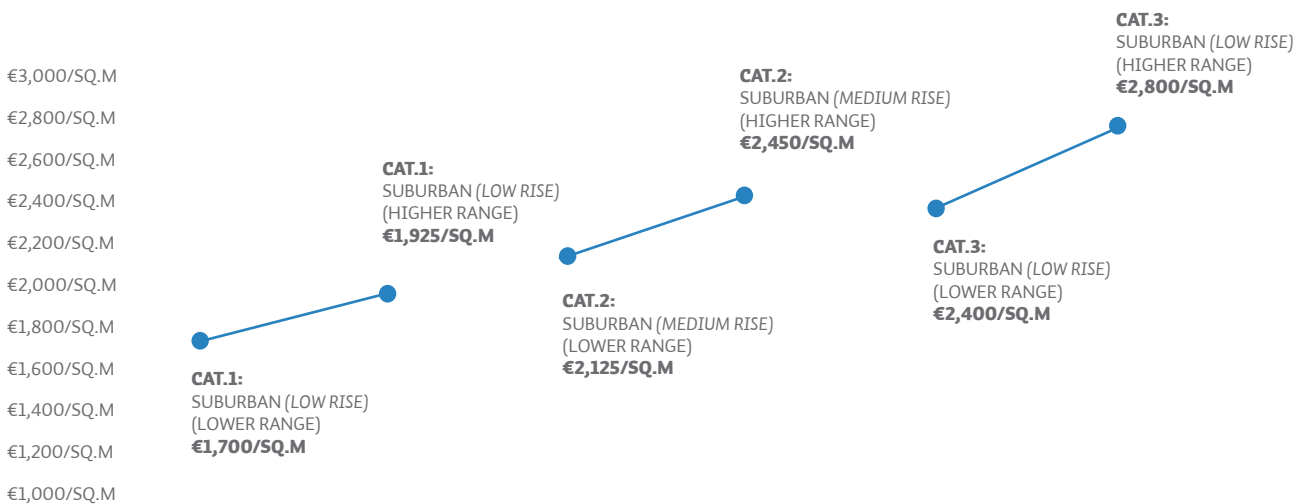 €3,000/SQ.M
€2,800/SQ.M
€2,600/SQ.M
€2,400/SQ.M
€2,200/SQ.M
€2,000/SQ.M
€1,800/SQ.M
€1,600/SQ.M
€1,400/SQ.M
€1,200/SQ.M
€1,000/SQ.M
CAT.1:
SUBURBAN (LOW RISE)
(LOWER RANGE)
€1,700/SQ.M
CAT.1:
SUBURBAN (LOW RISE)
(HIGHER RANGE)
€1,925/SQ.M
CAT.2:
SUBURBAN (MEDIUM RISE)
(LOWER RANGE)
€2,125/SQ.M
CAT.2:
SUBURBAN (MEDIUM RISE)
(HIGHER RANGE)
€2,450/SQ.M
CAT.3:
SUBURBAN (LOW RISE)
(LOWER RANGE)
€2,400/SQ.M
CAT.3:
SUBURBAN (LOW RISE)
(HIGHER RANGE)
€2,800/SQ.M